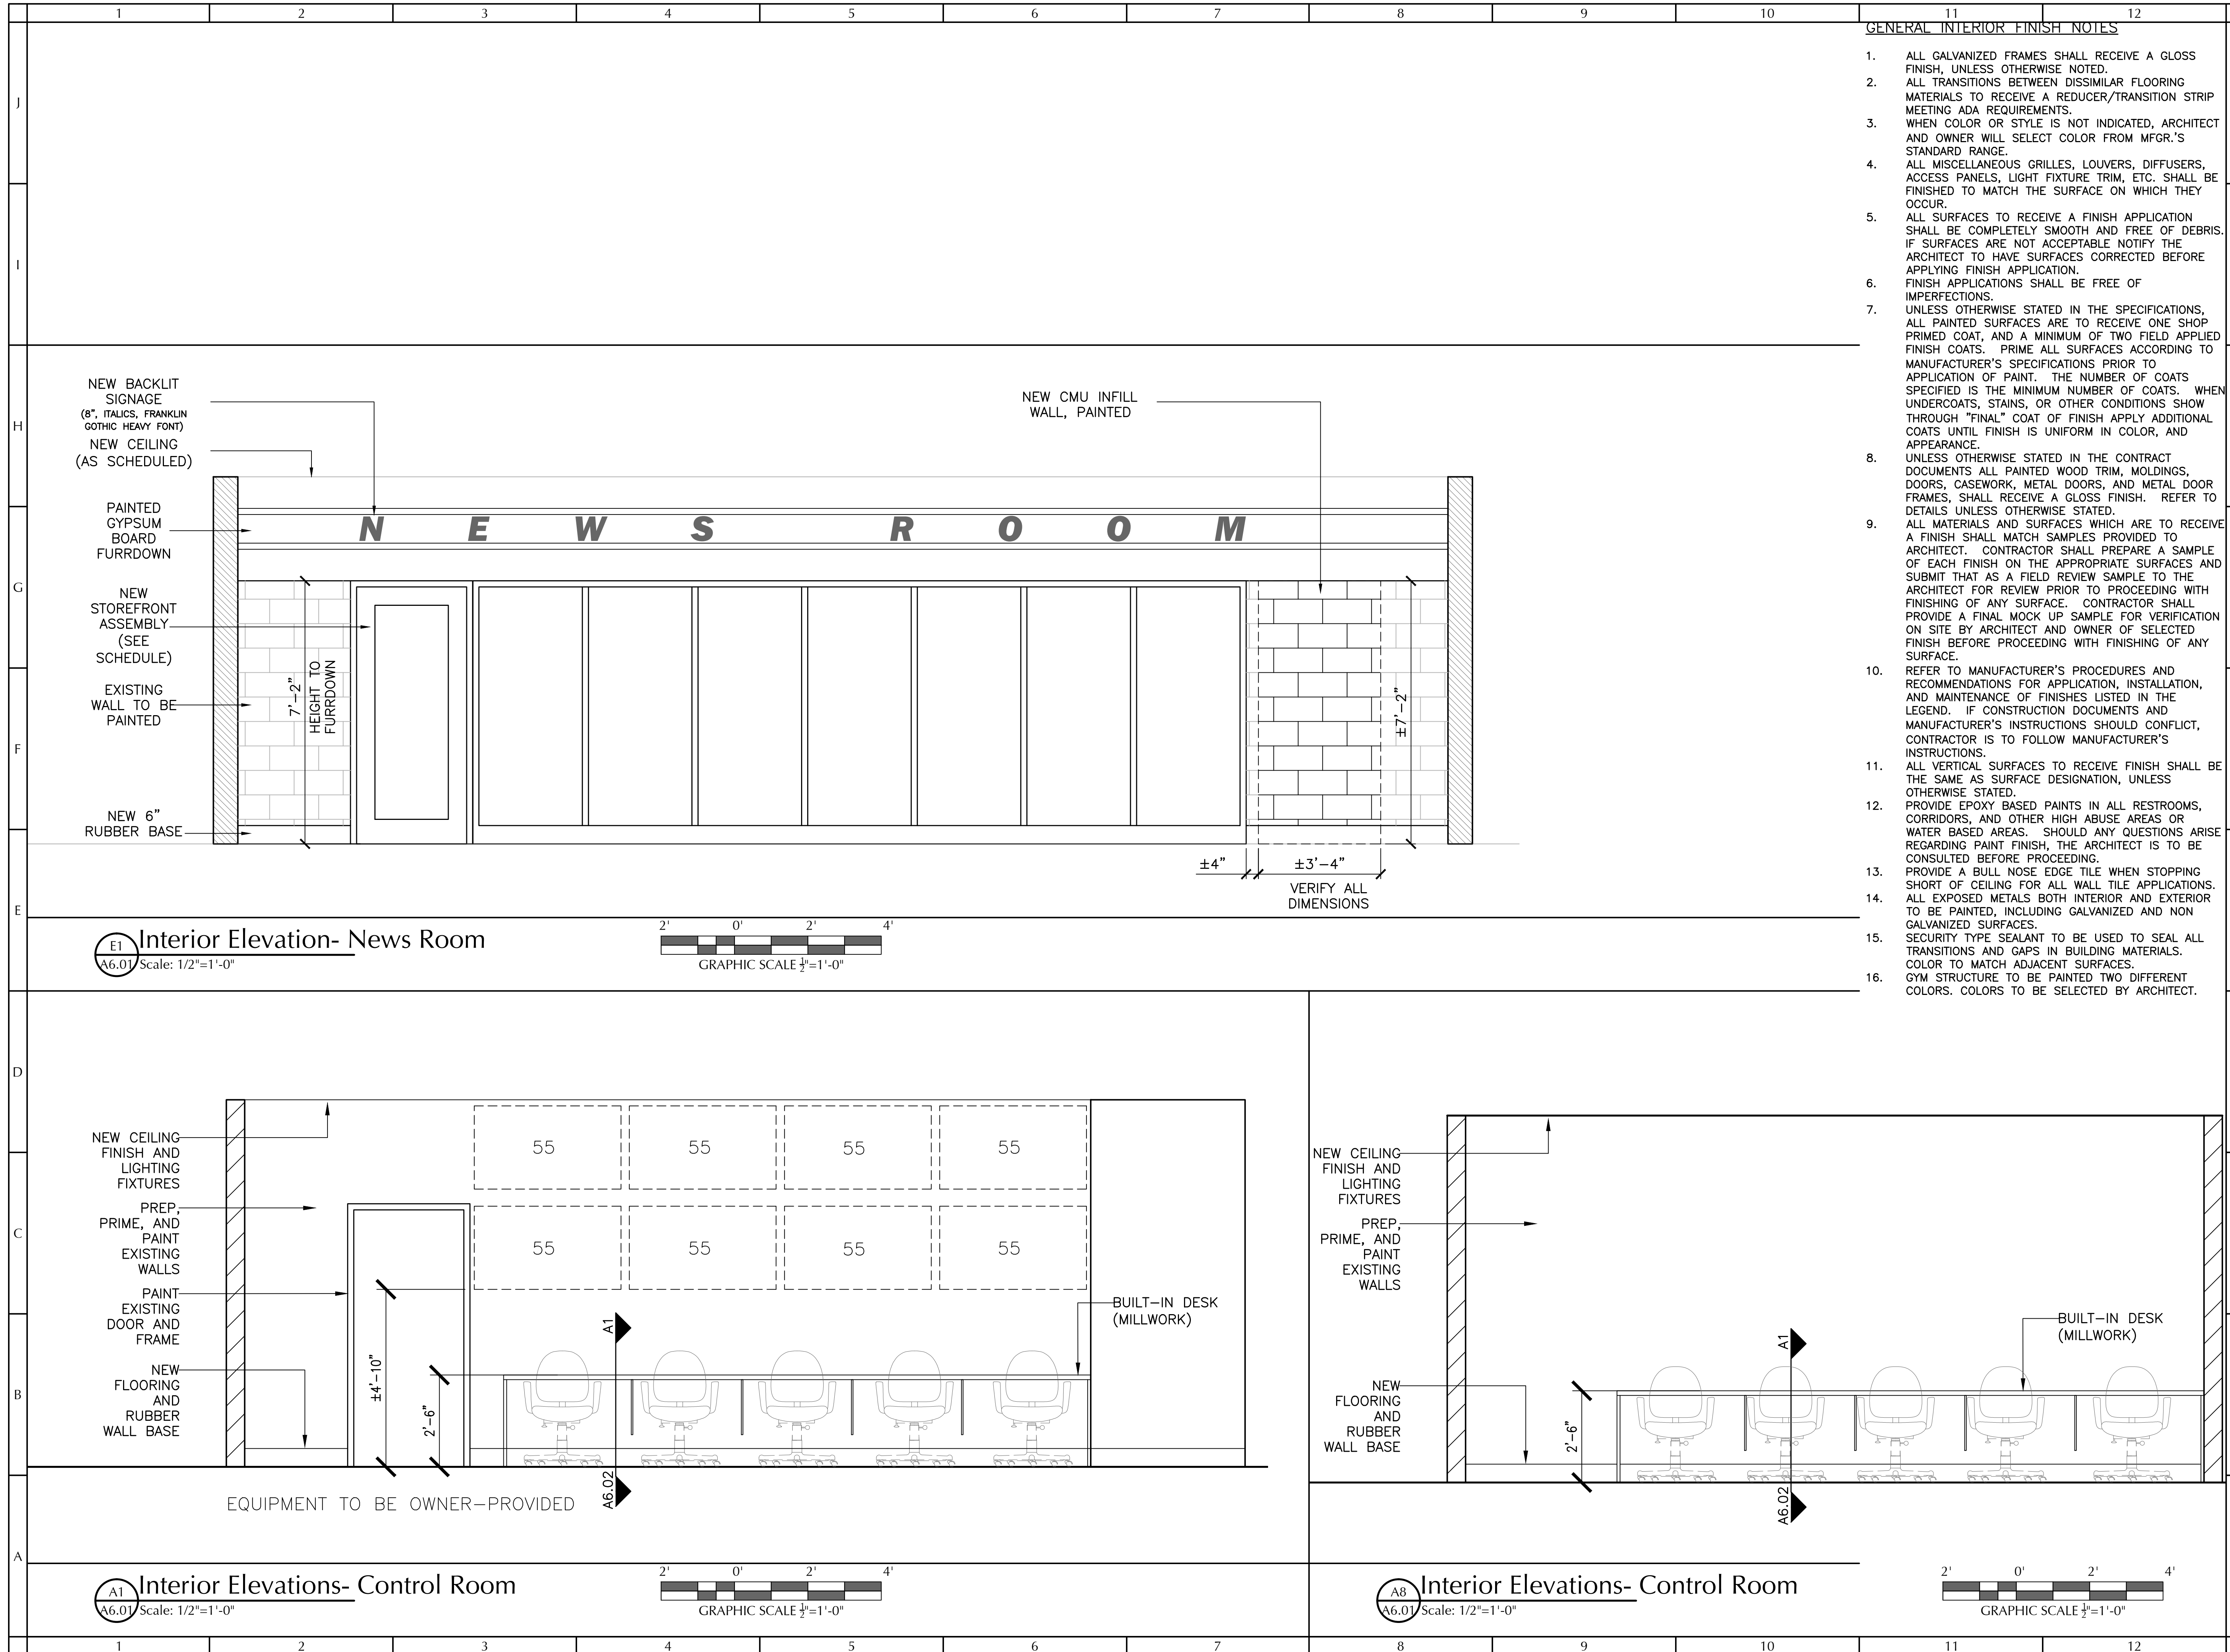 1 2 3 4 5 6 7 8 9 10 11 12
J
I
H
G
F
E
D
C
B
A
GENERAL INTERIOR FINISH NOTES
1. ALL GALVANIZED FRAMES SHALL RECEIVE A GLOSS
FINISH, UNLESS OTHERWISE NOTED.
2. ALL TRANSITIONS BETWEEN DISSIMILAR FLOORING
MATERIALS TO RECEIVE A REDUCER/TRANSITION STRIP
MEETING ADA REQUIREMENTS.
3. WHEN COLOR OR STYLE IS NOT INDICATED, ARCHITECT
AND OWNER WILL SELECT COLOR FROM MFGR.'S
STANDARD RANGE.
4. ALL MISCELLANEOUS GRILLES, LOUVERS, DIFFUSERS,
ACCESS PANELS, LIGHT FIXTURE TRIM, ETC. SHALL BE
FINISHED TO MATCH THE SURFACE ON WHICH THEY
OCCUR.
5. ALL SURFACES TO RECEIVE A FINISH APPLICATION
SHALL BE COMPLETELY SMOOTH AND FREE OF DEBRIS.
IF SURFACES ARE NOT ACCEPTABLE NOTIFY THE
ARCHITECT TO HAVE SURFACES CORRECTED BEFORE
APPLYING FINISH APPLICATION.
6. FINISH APPLICATIONS SHALL BE FREE OF
IMPERFECTIONS.
7. UNLESS OTHERWISE STATED IN THE SPECIFICATIONS,
ALL PAINTED SURFACES ARE TO RECEIVE ONE SHOP
PRIMED COAT, AND A MINIMUM OF TWO FIELD APPLIED
FINISH COATS. PRIME ALL SURFACES ACCORDING TO
MANUFACTURER'S SPECIFICATIONS PRIOR TO
APPLICATION OF PAINT. THE NUMBER OF COATS
SPECIFIED IS THE MINIMUM NUMBER OF COATS. WHEN
UNDERCOATS, STAINS, OR OTHER CONDITIONS SHOW
THROUGH "FINAL" COAT OF FINISH APPLY ADDITIONAL
COATS UNTIL FINISH IS UNIFORM IN COLOR, AND
APPEARANCE.
8. UNLESS OTHERWISE STATED IN THE CONTRACT
DOCUMENTS ALL PAINTED WOOD TRIM, MOLDINGS,
DOORS, CASEWORK, METAL DOORS, AND METAL DOOR
FRAMES, SHALL RECEIVE A GLOSS FINISH. REFER TO
DETAILS UNLESS OTHERWISE STATED.
9. ALL MATERIALS AND SURFACES WHICH ARE TO RECEIVE
A FINISH SHALL MATCH SAMPLES PROVIDED TO
ARCHITECT. CONTRACTOR SHALL PREPARE A SAMPLE
OF EACH FINISH ON THE APPROPRIATE SURFACES AND
SUBMIT THAT AS A FIELD REVIEW SAMPLE TO THE
ARCHITECT FOR REVIEW PRIOR TO PROCEEDING WITH
FINISHING OF ANY SURFACE. CONTRACTOR SHALL
PROVIDE A FINAL MOCK UP SAMPLE FOR VERIFICATION
ON SITE BY ARCHITECT AND OWNER OF SELECTED
FINISH BEFORE PROCEEDING WITH FINISHING OF ANY
SURFACE.
10. REFER TO MANUFACTURER'S PROCEDURES AND
RECOMMENDATIONS FOR APPLICATION, INSTALLATION,
AND MAINTENANCE OF FINISHES LISTED IN THE
LEGEND. IF CONSTRUCTION DOCUMENTS AND
MANUFACTURER'S INSTRUCTIONS SHOULD CONFLICT,
CONTRACTOR IS TO FOLLOW MANUFACTURER'S
INSTRUCTIONS.
11. ALL VERTICAL SURFACES TO RECEIVE FINISH SHALL BE
THE SAME AS SURFACE DESIGNATION, UNLESS
OTHERWISE STATED.
12. PROVIDE EPOXY BASED PAINTS IN ALL RESTROOMS,
CORRIDORS, AND OTHER HIGH ABUSE AREAS OR
WATER BASED AREAS. SHOULD ANY QUESTIONS ARISE
REGARDING PAINT FINISH, THE ARCHITECT IS TO BE
CONSULTED BEFORE PROCEEDING.
13. PROVIDE A BULL NOSE EDGE TILE WHEN STOPPING
SHORT OF CEILING FOR ALL WALL TILE APPLICATIONS.
14. ALL EXPOSED METALS BOTH INTERIOR AND EXTERIOR
TO BE PAINTED, INCLUDING GALVANIZED AND NON
GALVANIZED SURFACES.
15. SECURITY TYPE SEALANT TO BE USED TO SEAL ALL
TRANSITIONS AND GAPS IN BUILDING MATERIALS.
COLOR TO MATCH ADJACENT SURFACES.
16. GYM STRUCTURE TO BE PAINTED TWO DIFFERENT
COLORS. COLORS TO BE SELECTED BY ARCHITECT.
NEW BACKLIT
SIGNAGE
(8", ITALICS, FRANKLIN
GOTHIC HEAVY FONT)
NEW CEILING
(AS SCHEDULED)
NEW CMU INFILL
WALL, PAINTED
PAINTED
GYPSUM
BOARD
FURRDOWN
NEWS ROOM
NEW
STOREFRONT
ASSEMBLY
(SEE
SCHEDULE)
EXISTING
WALL TO BE
PAINTED
NEW 6"
RUBBER BASE
7'-2"
HEIGHT TO
FURRDOWN
±7'-2"
±4"
±3'-4"
VERIFY ALL
DIMENSIONS
E1
A6.01
Interior Elevation- News Room
Scale: 1/2"=1'-0"
2' 0' 2' 4'
GRAPHIC SCALE ½"=1'-0"
NEW CEILING
FINISH AND
LIGHTING
FIXTURES
PREP,
PRIME, AND
PAINT
EXISTING
WALLS
PAINT
EXISTING
DOOR AND
FRAME
NEW
FLOORING
AND
RUBBER
WALL BASE
55 55 55 55
55 55 55 55
±4'-10"
2'-6"
A1
A6.02
BUILT-IN DESK
(MILLWORK)
EQUIPMENT TO BE OWNER-PROVIDED
A1
A6.01
Interior Elevations- Control Room
Scale: 1/2"=1'-0"
2' 0' 2' 4'
GRAPHIC SCALE ½"=1'-0"
NEW CEILING
FINISH AND
LIGHTING
FIXTURES
PREP,
PRIME, AND
PAINT
EXISTING
WALLS
NEW
FLOORING
AND
RUBBER
WALL BASE
2'-6"
A1
A6.02
BUILT-IN DESK
(MILLWORK)
A8
A6.01
Interior Elevations- Control Room
Scale: 1/2"=1'-0"
2' 0' 2' 4'
GRAPHIC SCALE ½"=1'-0"
1 2 3 4 5 6 7 8 9 10 11 12